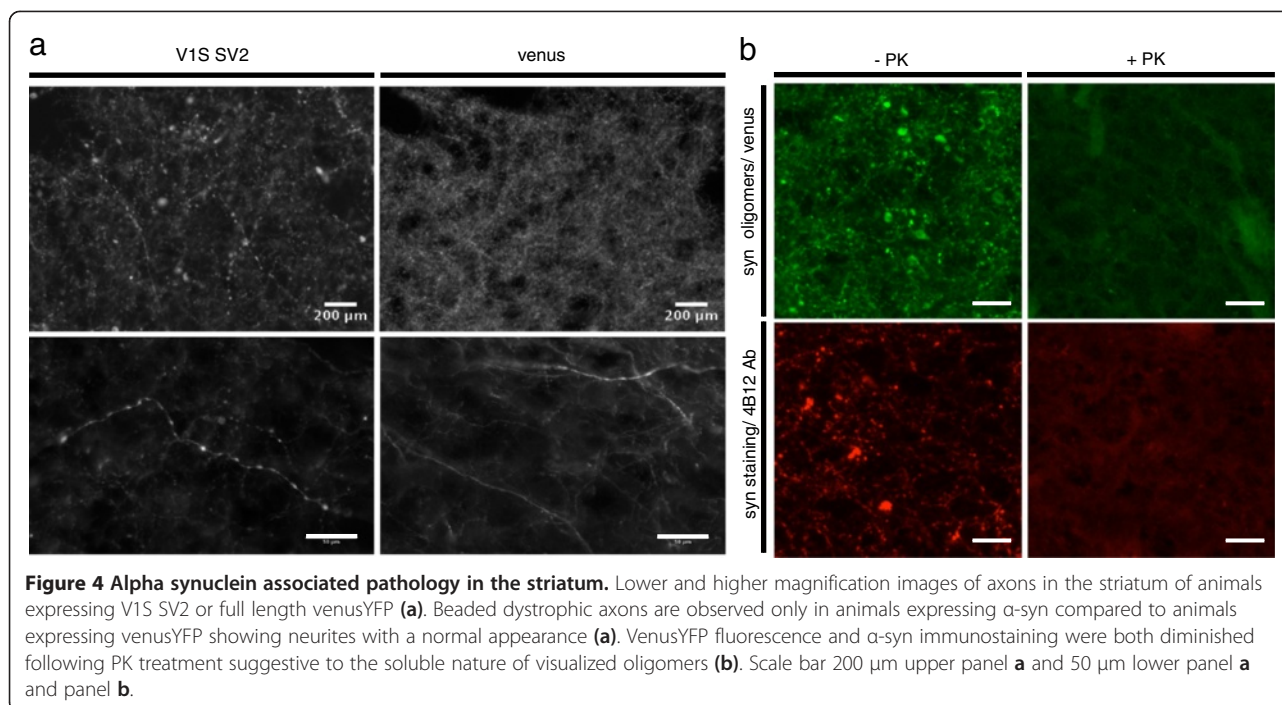 a
V1S SV2
venus
200 µm
200 µm
b
- PK
+ PK
syn oligomers/ venus
syn staining/ 4B12 Ab
Figure 4 Alpha synuclein associated pathology in the striatum. Lower and higher magnification images of axons in the striatum of animals
expressing V1S SV2 or full length venusYFP (a). Beaded dystrophic axons are observed only in animals expressing α-syn compared to animals
expressing venusYFP showing neurites with a normal appearance (a). VenusYFP fluorescence and α-syn immunostaining were both diminished
following PK treatment suggestive to the soluble nature of visualized oligomers (b). Scale bar 200 µm upper panel a and 50 µm lower panel a
and panel b.